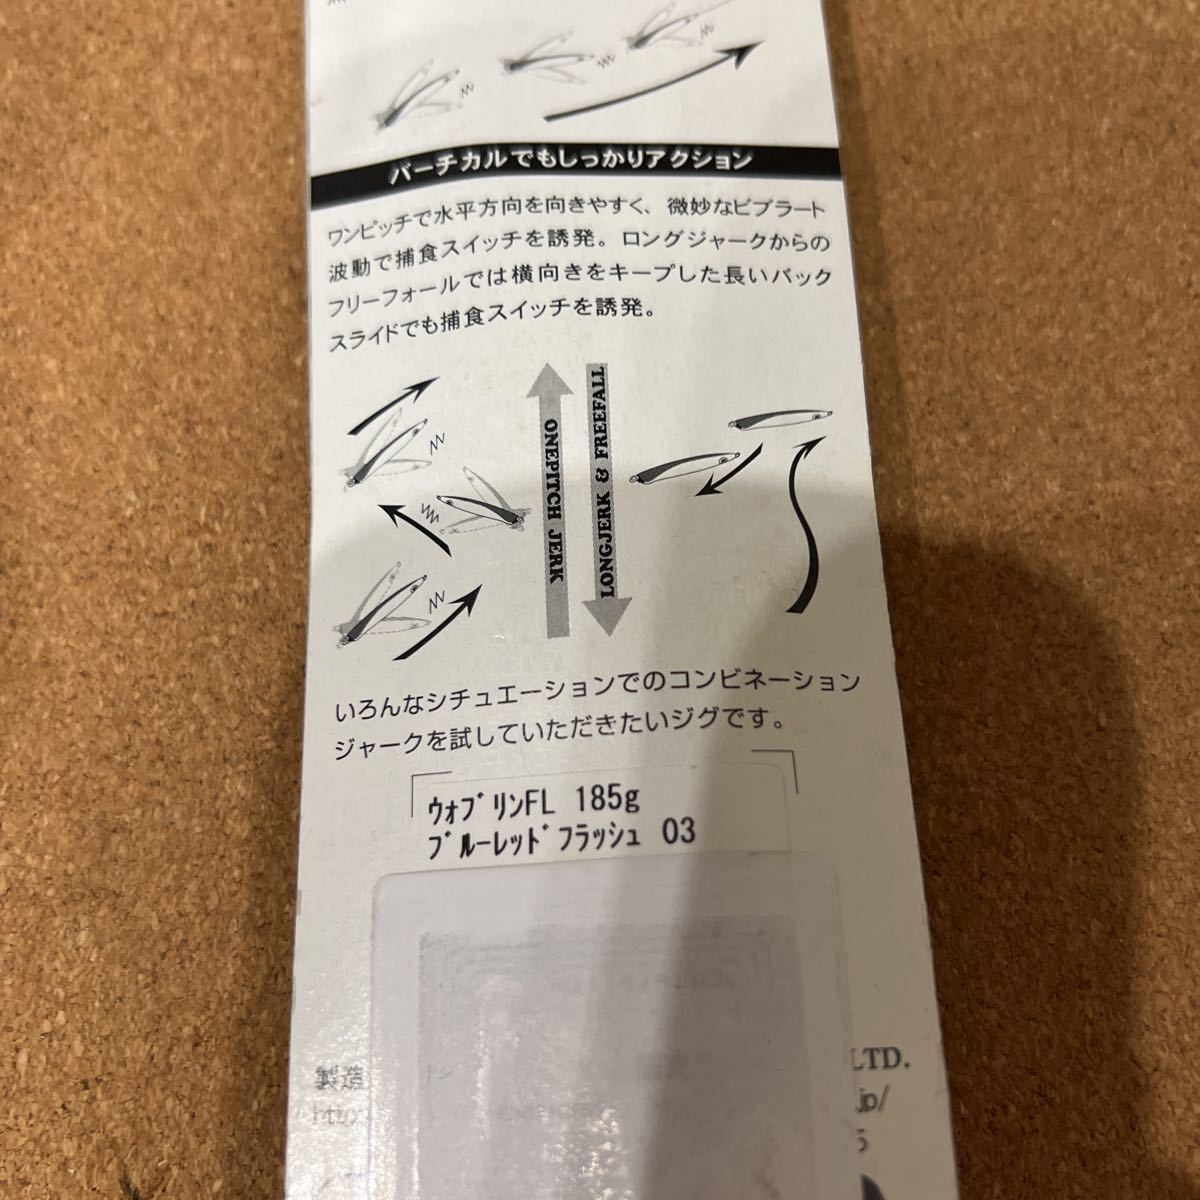 バーチカルでもしっかりアクション
ワンピッチで水平方向を向きやすく、微妙なビブラート
波動で捕食スイッチを誘発。ロングジャークからの
フリーフォールでは横向きをキープした長いバック
スライドでも捕食スイッチを誘発。
ONEPITCH JERK
LONGJERK & FREEFALL
いろんなシチュエーションでのコンビネーション
ジャークを試していただきたいジグです。
ｳｫﾌﾞﾘﾝFL 185g
ﾌﾞﾙｰﾚｯﾄﾞﾌﾗｯｼｭ 03
製造
LTD.
http
.jp/
5